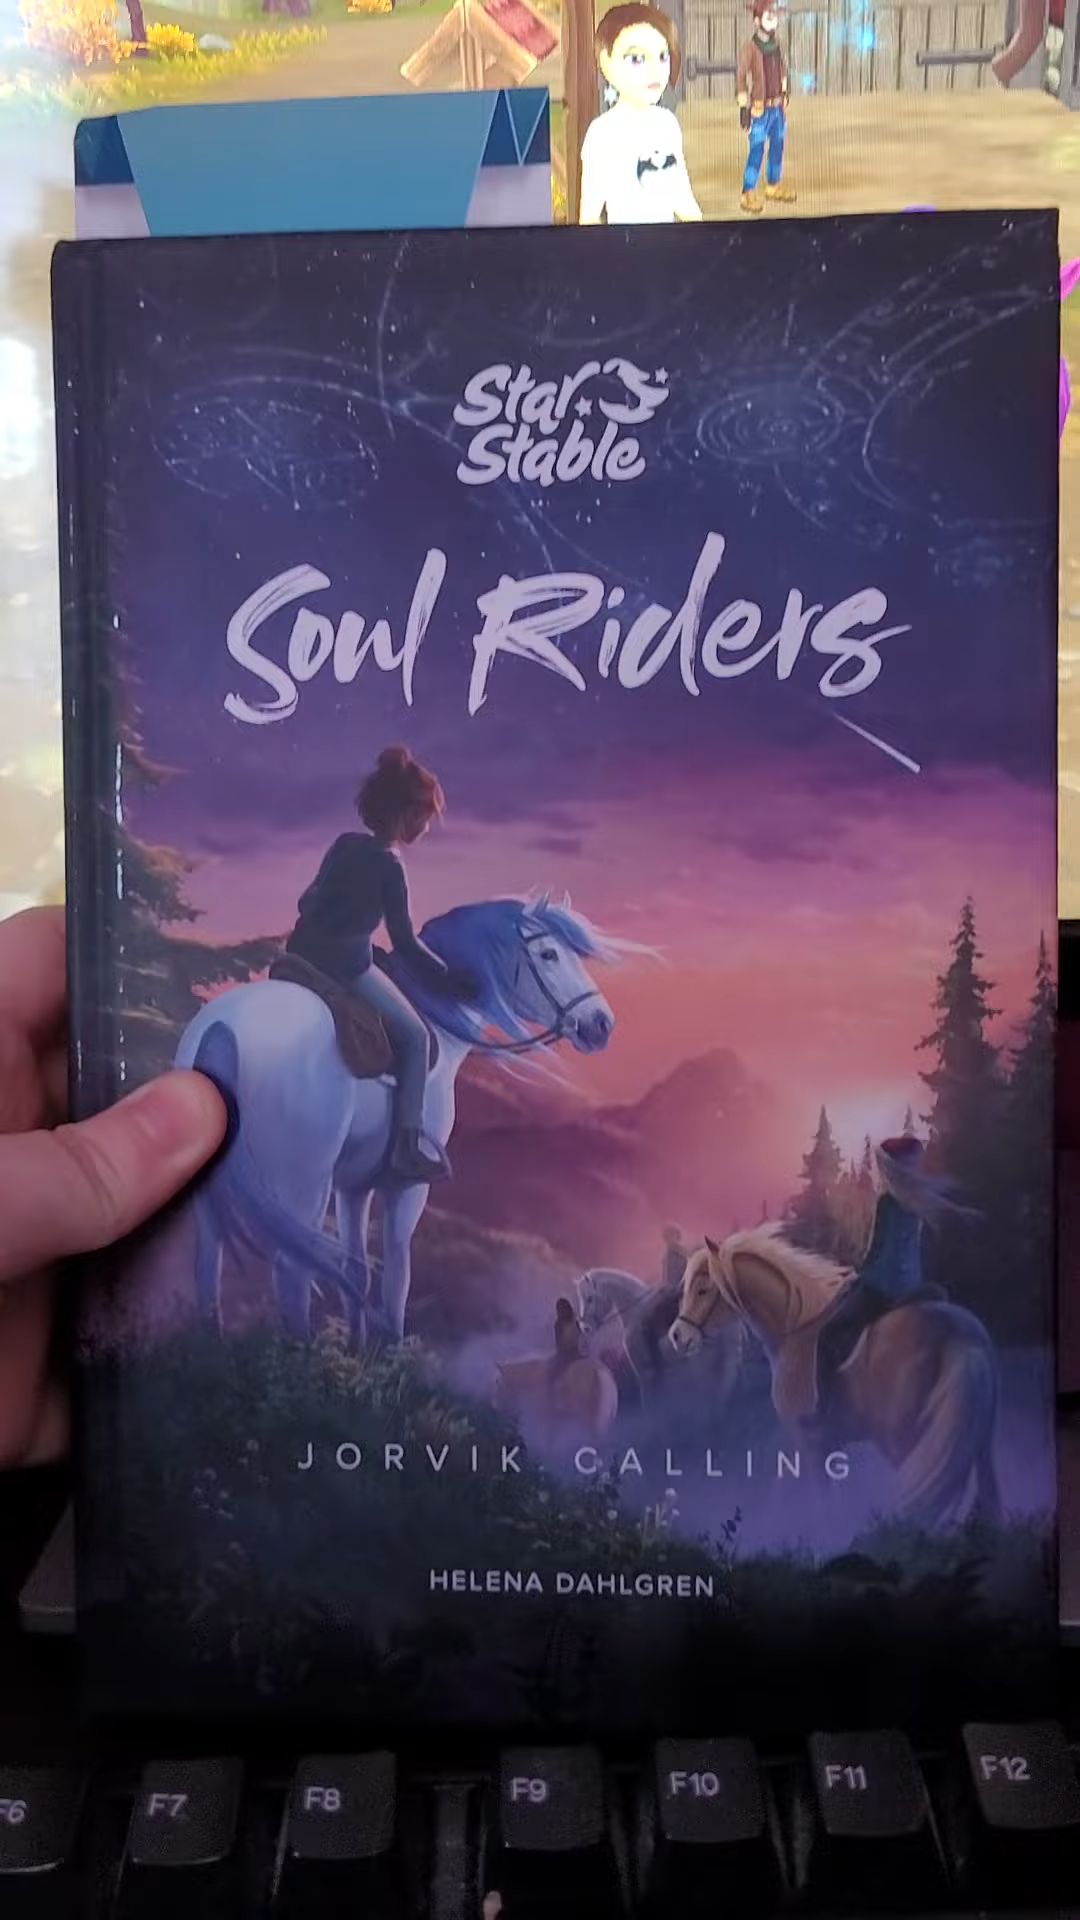 Star
Stable
Soul Riders
JORVIK CALLING
HELENA DAHLGREN
F6 F7 F8 F9 F10 F11 F12